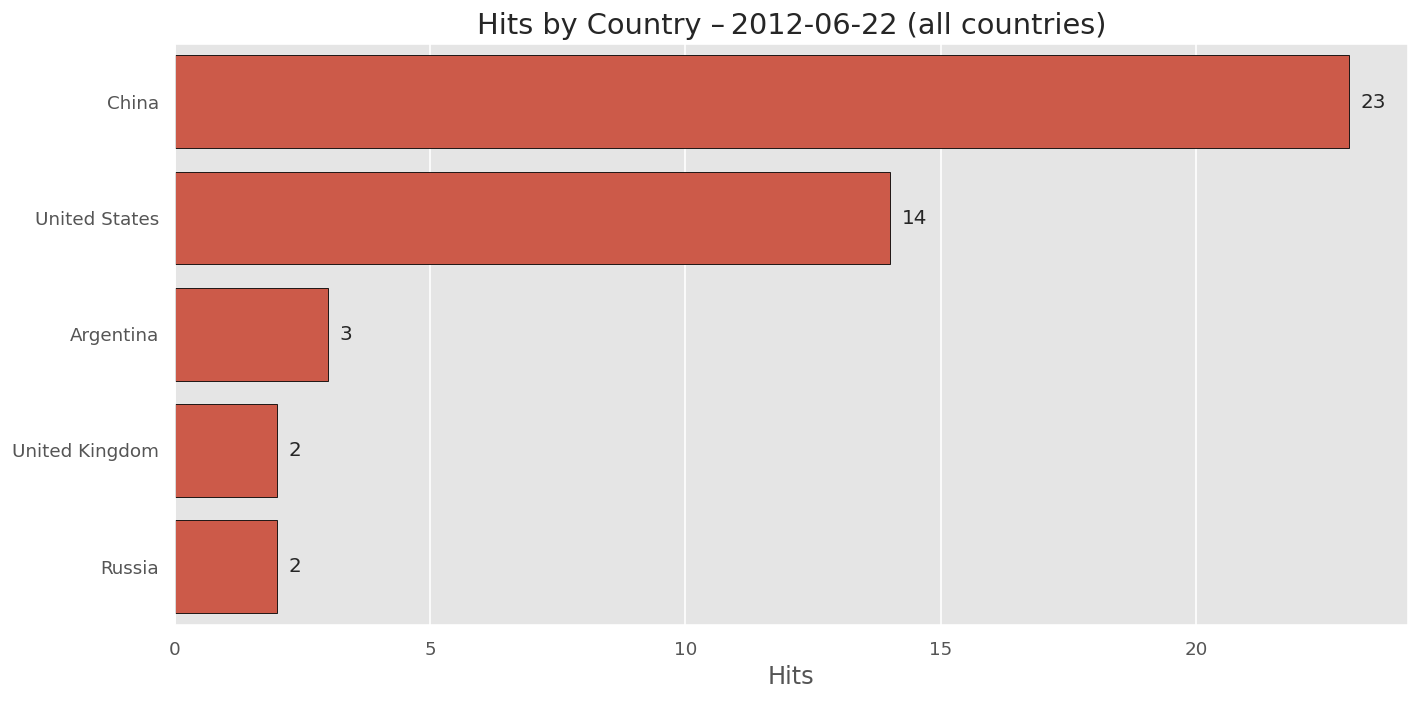 Hits by Country – 2012-06-22 (all countries)
China 23
United States 14
Argentina 3
United Kingdom 2
Russia 2
0 5 10 15 20
Hits